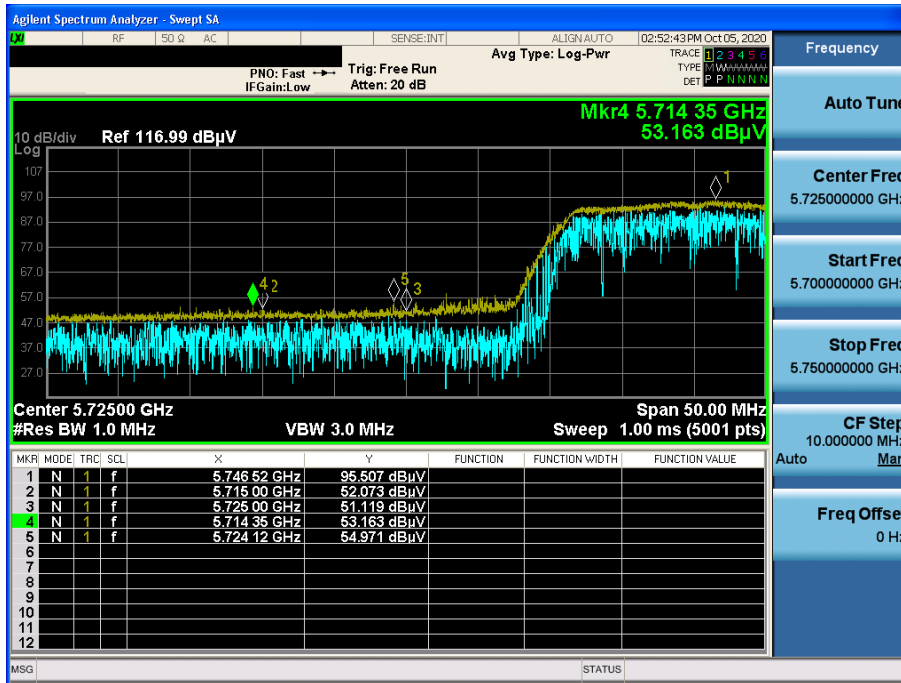 Agilent Spectrum Analyzer - Swept SA
LXI RF 50 Ω AC SENSE:INT ALIGN AUTO 02:52:43 PM Oct 05, 2020
Frequency
PNO: Fast
IFGain:Low
Trig: Free Run
Atten: 20 dB
Avg Type: Log-Pwr
TRACE 1 2 3 4 5 6
TYPE M W W W W W
DET P P N N N N
Mkr4 5.714 35 GHz
53.163 dBµV
10 dB/div Ref 116.99 dBµV
Log
107
97.0
87.0
77.0
67.0
57.0
47.0
37.0
27.0
1
4 2
5 3
Center 5.72500 GHz Span 50.00 MHz
#Res BW 1.0 MHz VBW 3.0 MHz Sweep 1.00 ms (5001 pts)
MKR MODE TRC SCL X Y FUNCTION FUNCTION WIDTH FUNCTION VALUE
1 N 1 f 5.746 52 GHz 95.507 dBµV
2 N 1 f 5.715 00 GHz 52.073 dBµV
3 N 1 f 5.725 00 GHz 51.119 dBµV
4 N 1 f 5.714 35 GHz 53.163 dBµV
5 N 1 f 5.724 12 GHz 54.971 dBµV
6
7
8
9
10
11
12
MSG STATUS
Auto Tune
Center Freq
5.725000000 GHz
Start Freq
5.700000000 GHz
Stop Freq
5.750000000 GHz
CF Step
10.000000 MHz
Auto Man
Freq Offset
0 Hz